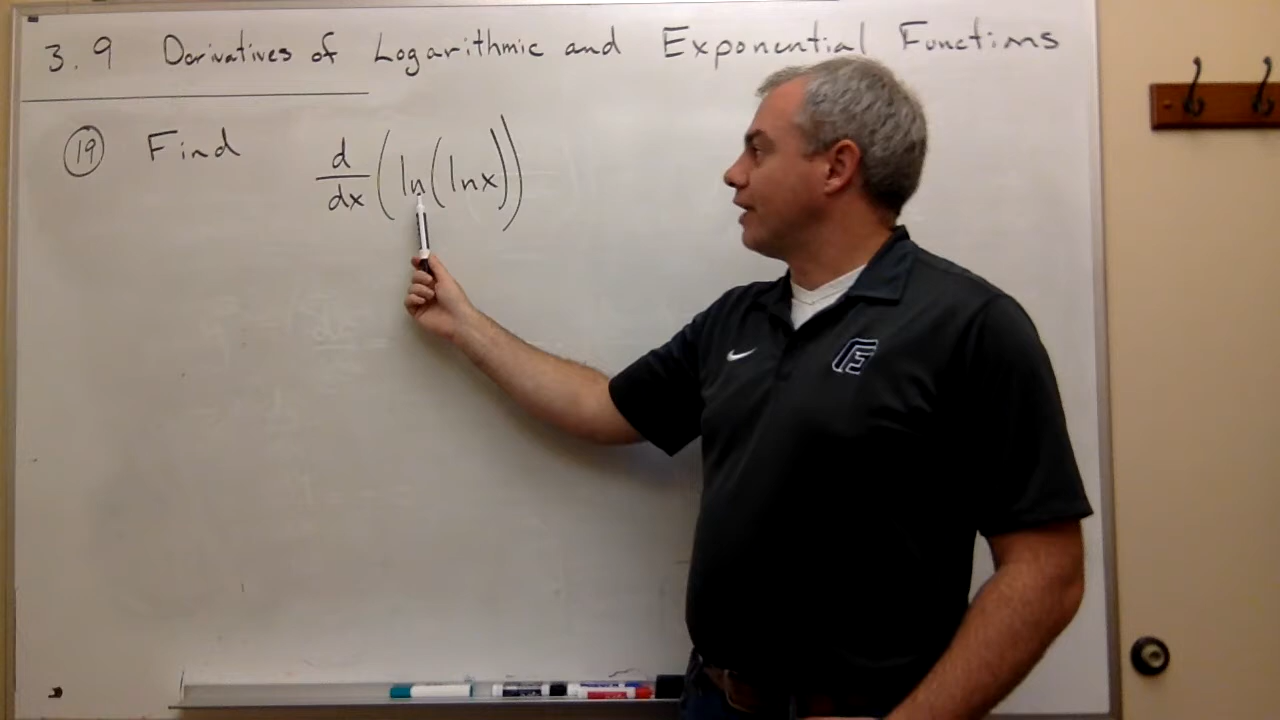 3.9 Derivatives of Logarithmic and Exponential Functions
19 Find d/dx (ln(lnx))